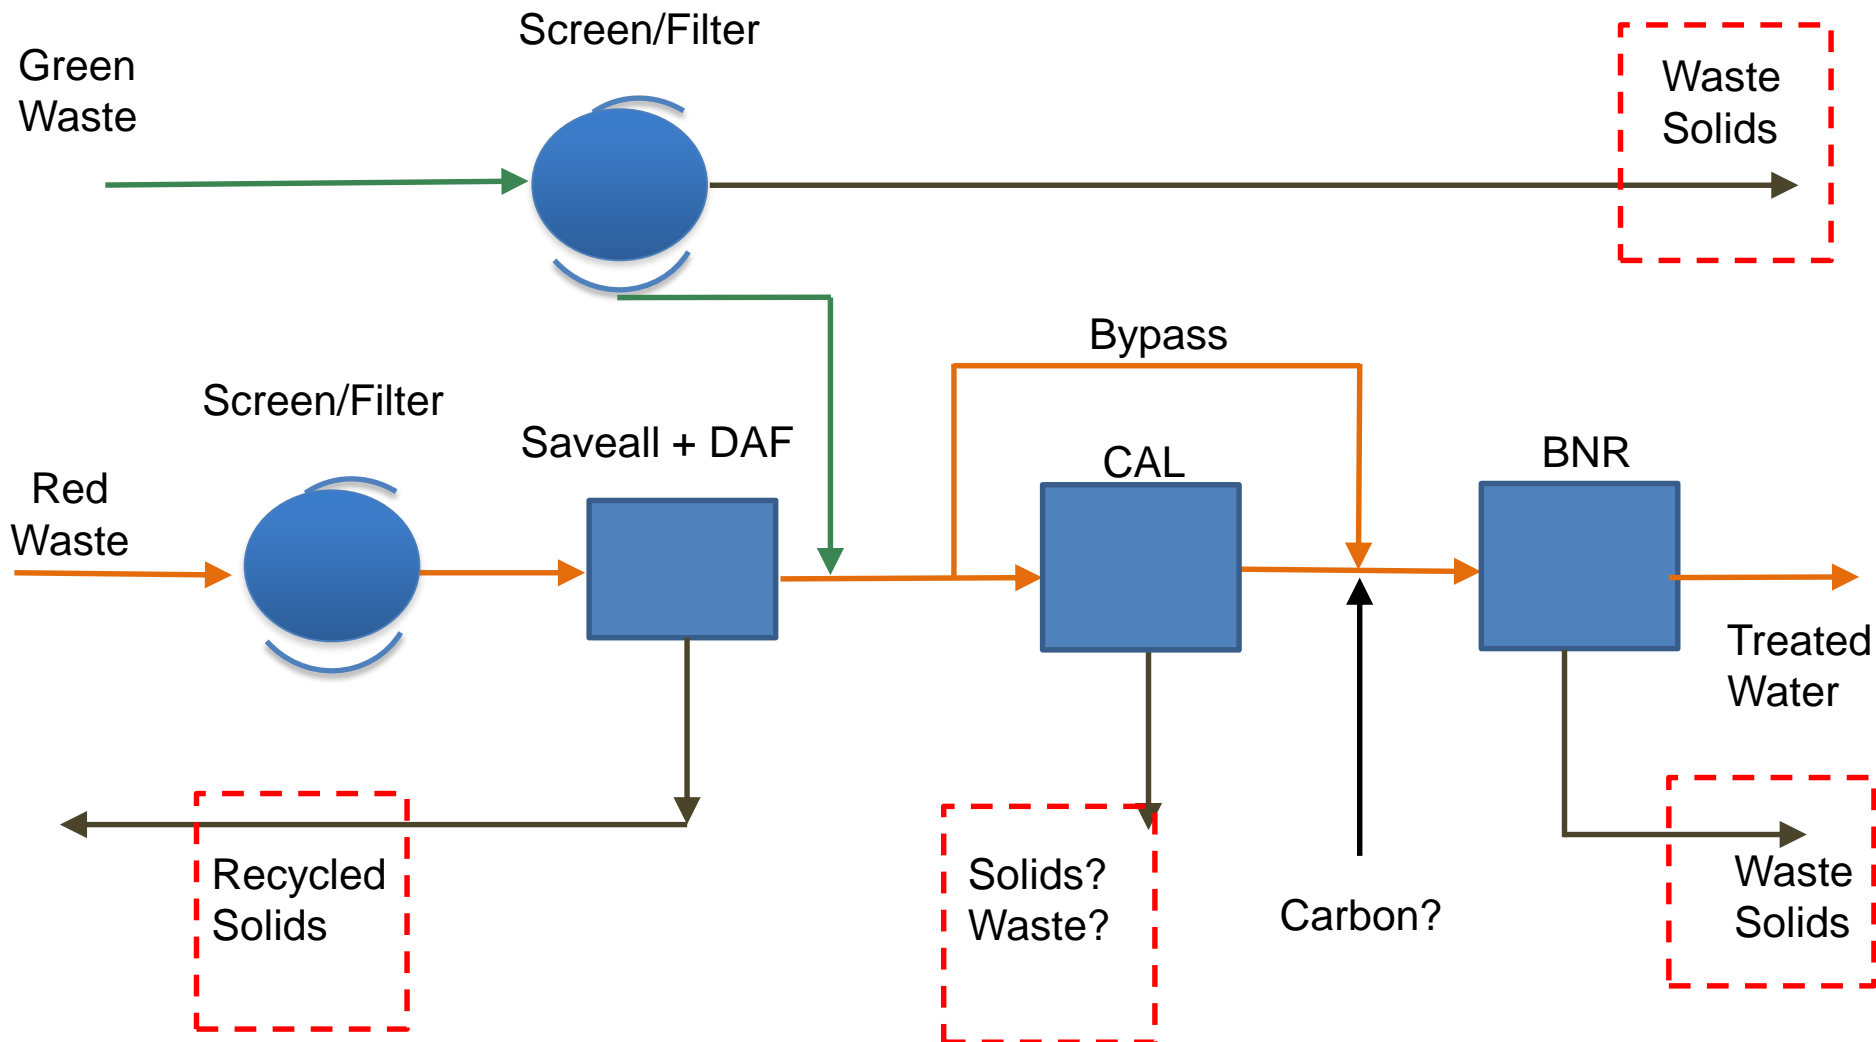 Screen/Filter
Green
Waste
Waste
Solids
Bypass
Screen/Filter
Saveall + DAF
CAL
BNR
Red
Waste
Treated
Water
Recycled
Solids
Solids?
Waste?
Carbon?
Waste
Solids